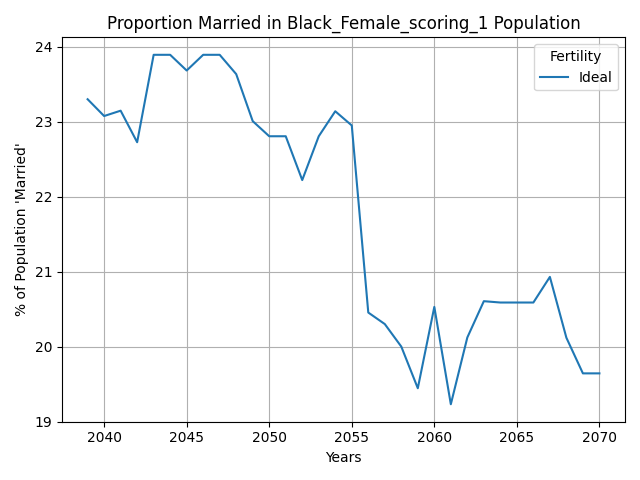 Proportion Married in Black_Female_scoring_1 Population
% of Population 'Married'
24
23
22
21
20
19
Fertility
Ideal
2040 2045 2050 2055 2060 2065 2070
Years